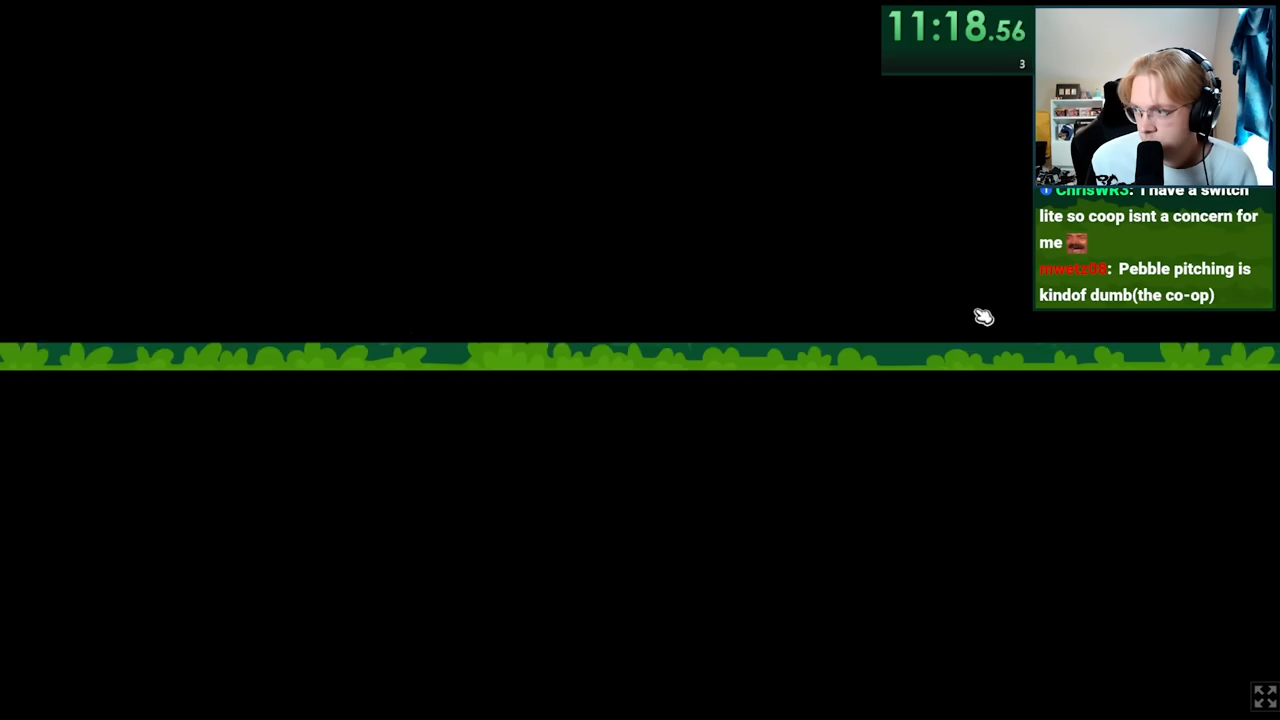 11:18.56
3
ChrisWR3: I have a switch
lite so coop isnt a concern for
me
mwetz08: Pebble pitching is
kindof dumb(the co-op)